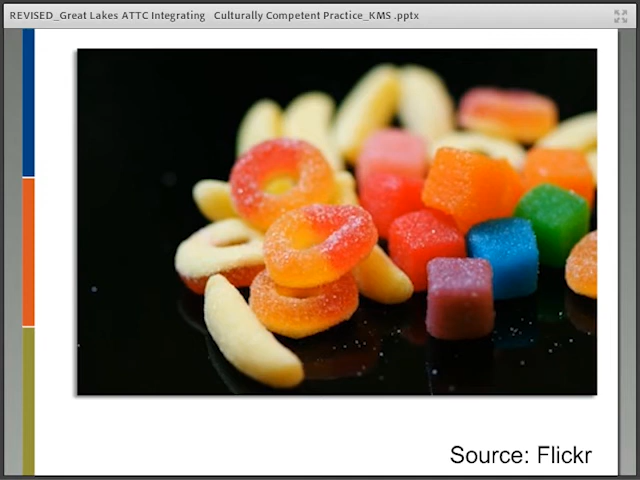 REVISED_Great Lakes ATTC Integrating Culturally Competent Practice_KMS .pptx
Source: Flickr